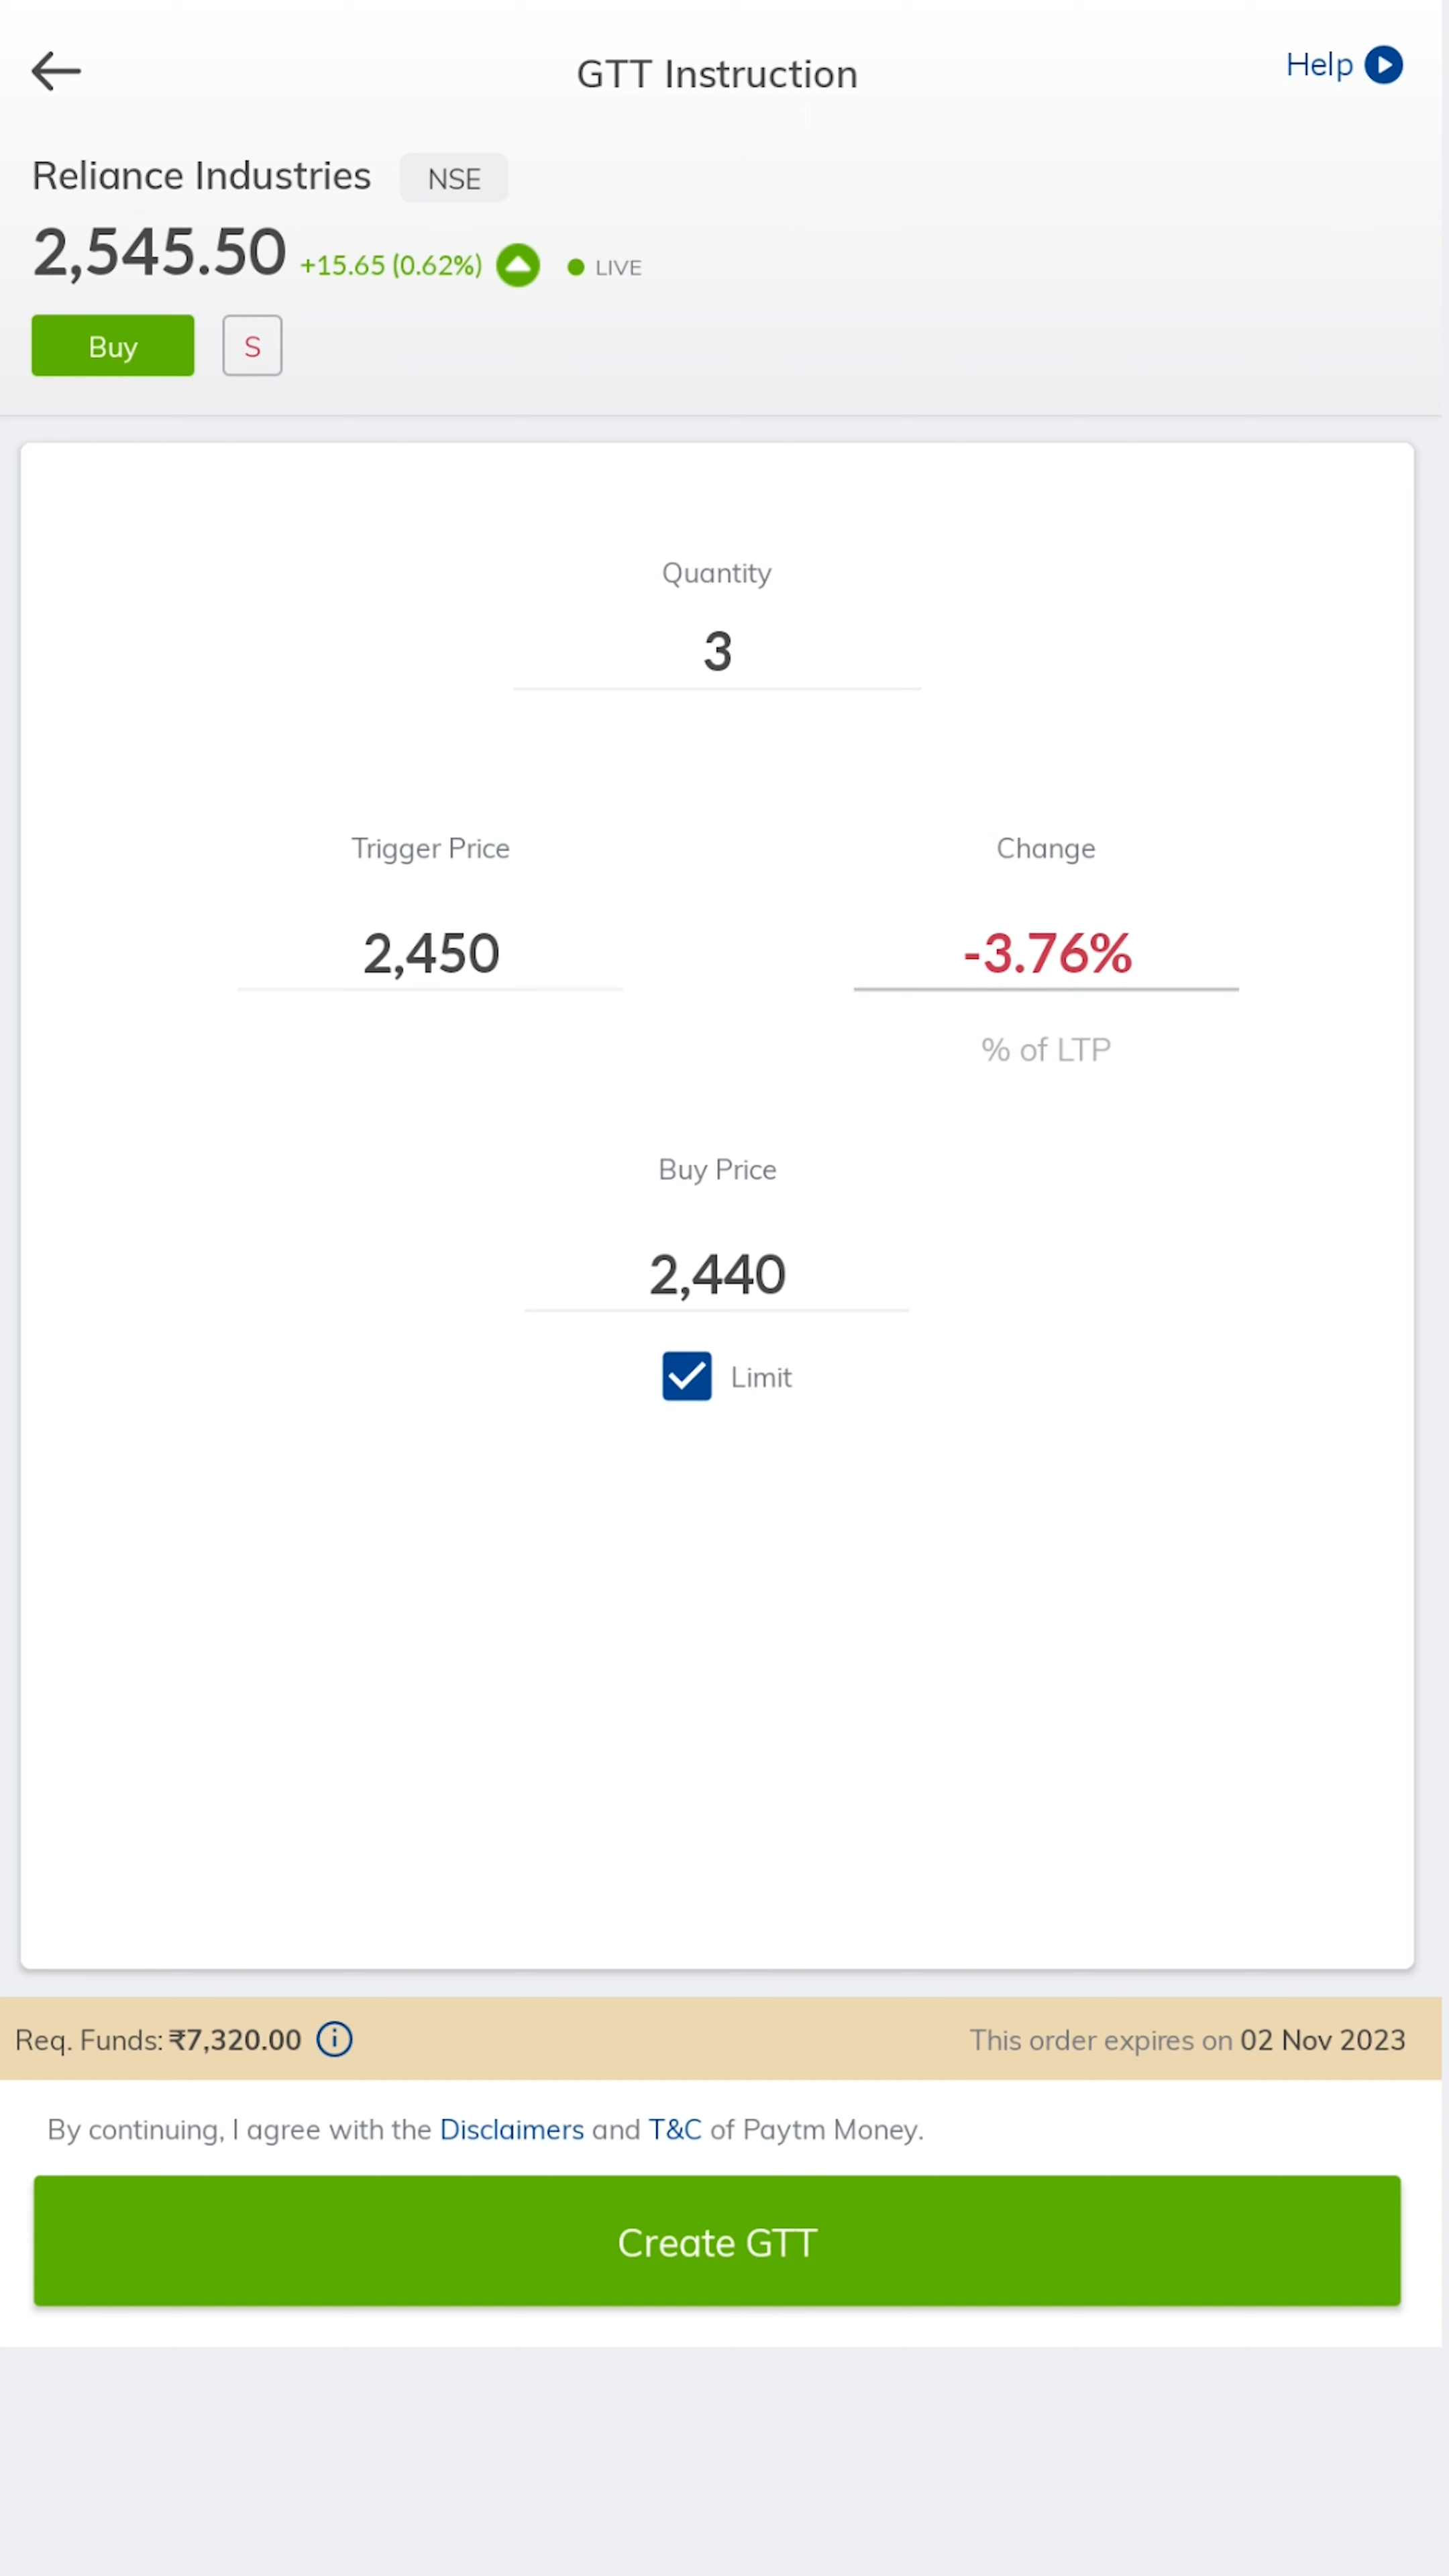 GTT Instruction
Help
Reliance Industries NSE
2,545.50 +15.65 (0.62%) LIVE
Buy S
Quantity
3
Trigger Price Change
2,450 -3.76%
% of LTP
Buy Price
2,440
Limit
Req. Funds: ₹7,320.00 This order expires on 02 Nov 2023
By continuing, I agree with the Disclaimers and T&C of Paytm Money.
Create GTT